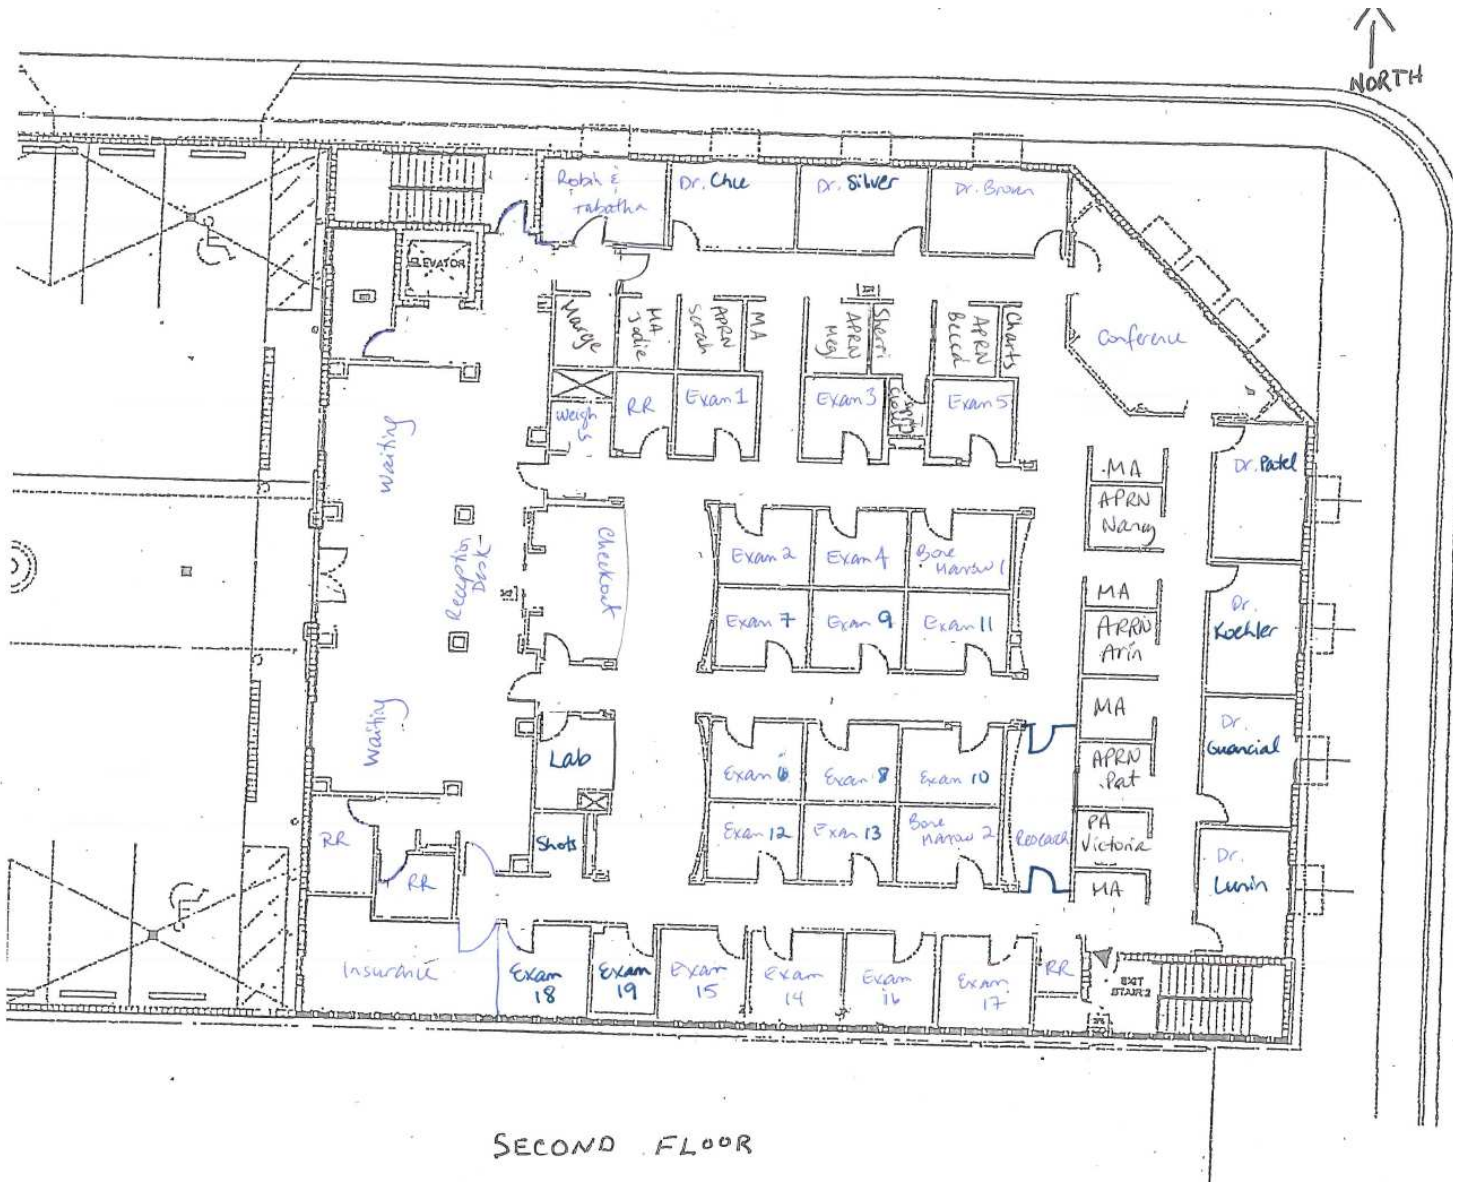 NORTH
Robin &
Tabatha
Dr. Chu
Dr. Silver
Dr. Brown
ELEVATOR
Marge
MA
Jodie
APRN
Sarah
MA
APRN
Meg
Sherri
APRN
Becca
Charts
Conference
Weigh
RR
Exam 1
Exam 3
Exam 5
Waiting
Dr. Patel
MA
APRN
Nancy
Reception
Desk
Checkout
Exam 2
Exam 4
Bone
Marrow 1
MA
Dr.
Koehler
Exam 7
Exam 9
Exam 11
ARRN
Arin
Waiting
MA
Dr.
Guancial
Lab
Exam 6
Exam 8
Exam 10
APRN
Pat
RR
Shots
Exam 12
Exam 13
Bone
Marrow 2
Research
PA
Victoria
RR
MA
Dr.
Lunin
Insurance
Exam
18
Exam
19
Exam
15
Exam
14
Exam
16
Exam
17
RR
EXIT
STAIR 2
SECOND FLOOR